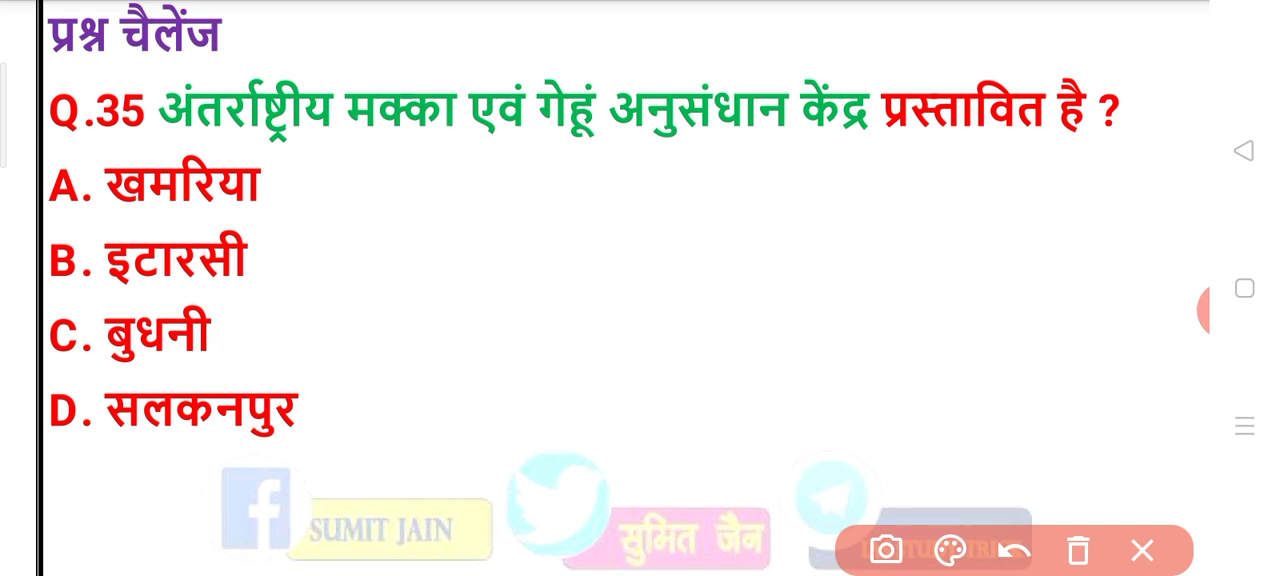 प्रश्न चैलेंज
Q.35 अंतर्राष्ट्रीय मक्का एवं गेहूं अनुसंधान केंद्र प्रस्तावित है ?
A. खमरिया
B. इटारसी
C. बुधनी
D. सलकनपुर
SUMIT JAIN
सुमित जैन